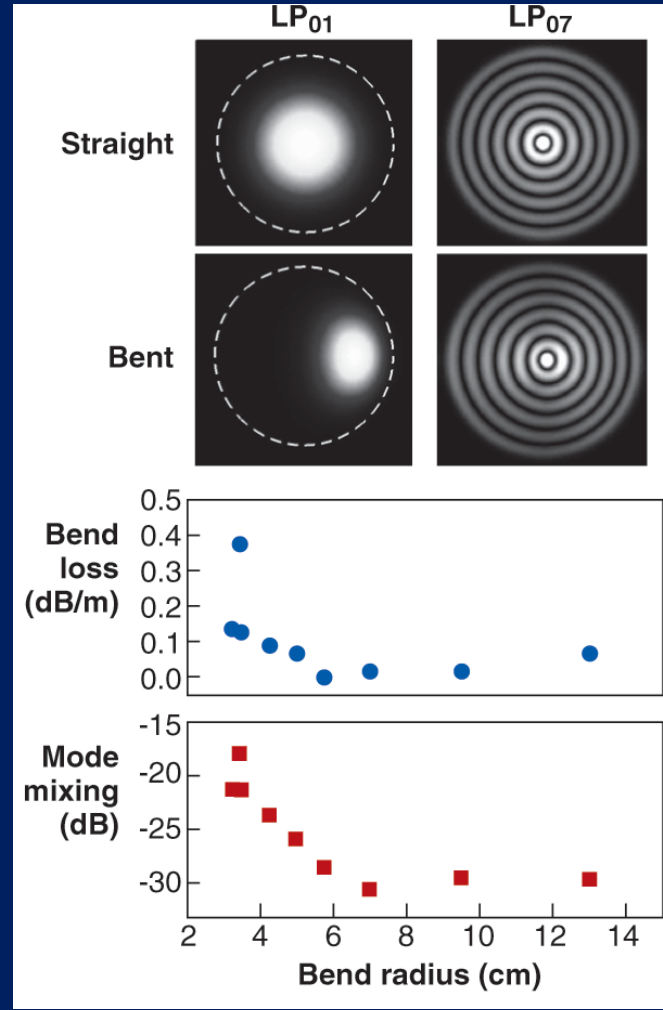 LP₀₁ LP₀₇
Straight
Bent
Bend
loss
(dB/m)
0.5
0.4
0.3
0.2
0.1
0.0
Mode
mixing
(dB)
-15
-20
-25
-30
2 4 6 8 10 12 14
Bend radius (cm)